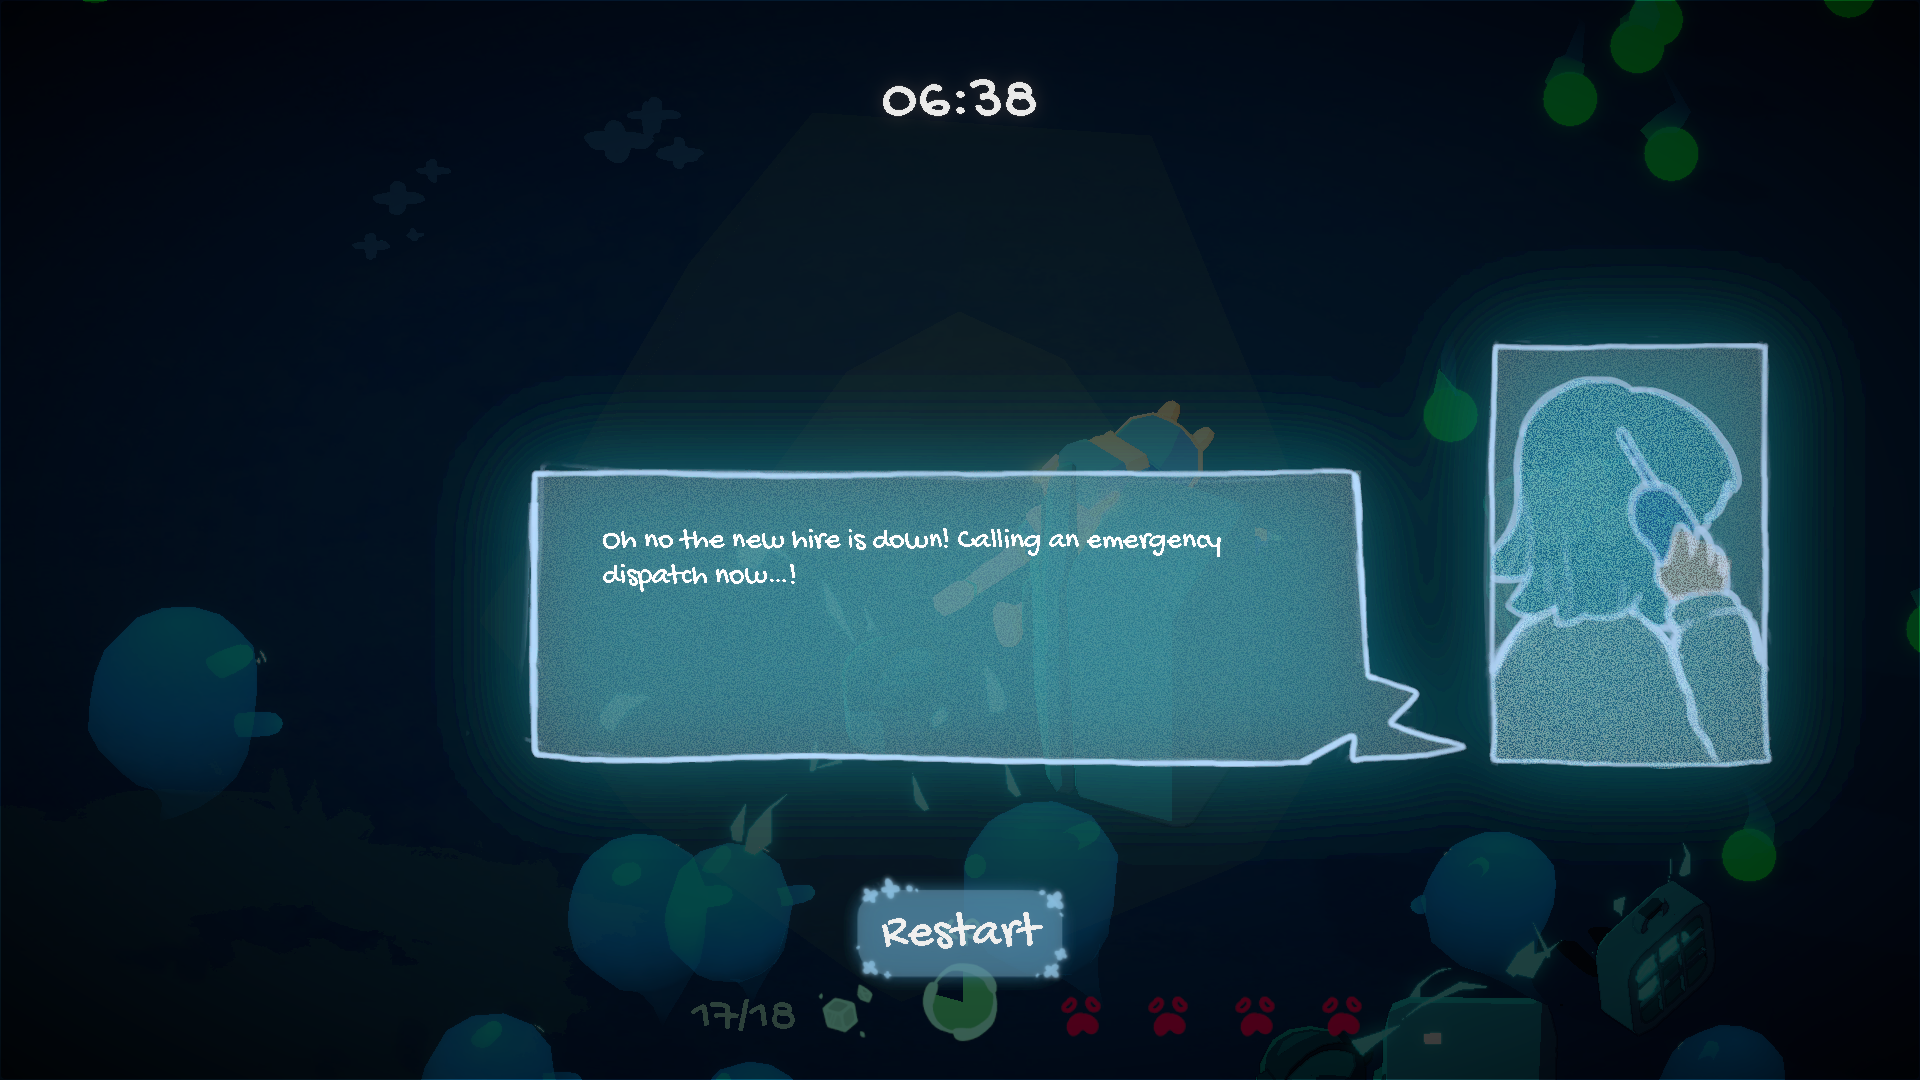 06:38
Oh no the new hire is down! Calling an emergency
dispatch now...!
Restart
17/18